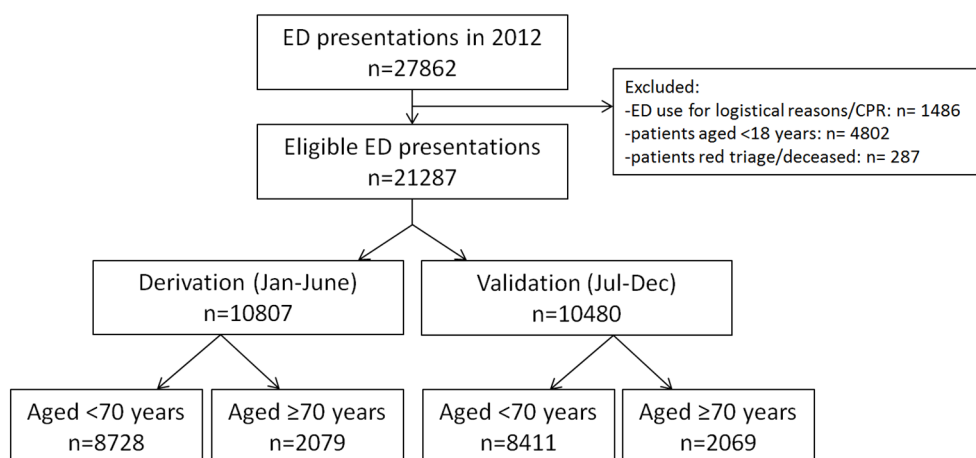 ED presentations in 2012
n=27862
Excluded:
-ED use for logistical reasons/CPR: n= 1486
-patients aged <18 years: n= 4802
-patients red triage/deceased: n= 287
Eligible ED presentations
n=21287
Derivation (Jan-June)
n=10807
Validation (Jul-Dec)
n=10480
Aged <70 years
n=8728
Aged ≥70 years
n=2079
Aged <70 years
n=8411
Aged ≥70 years
n=2069